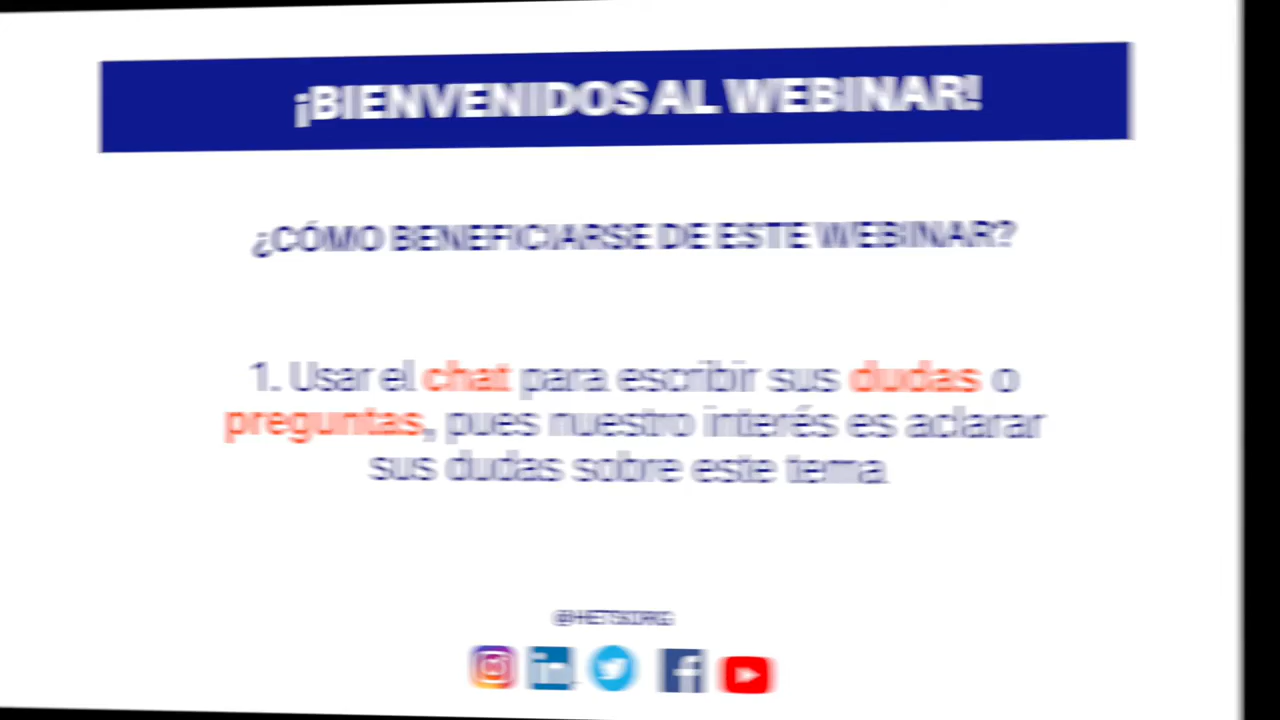 ¡BIENVENIDOS AL WEBINAR!
¿CÓMO BENEFICIARSE DE ESTE WEBINAR?
1. Usar el chat para escribir sus dudas o
preguntas, pues nuestro interés es aclarar
sus dudas sobre este tema.